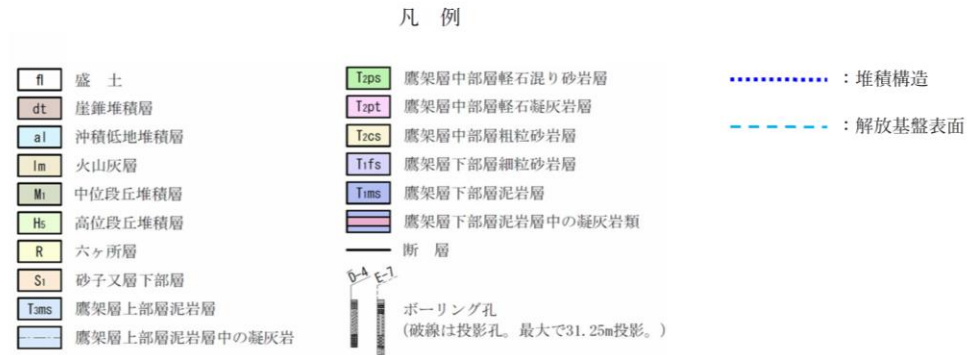 凡 例
fl 盛 土
dt 崖錐堆積層
al 沖積低地堆積層
lm 火山灰層
M1 中位段丘堆積層
H5 高位段丘堆積層
R 六ヶ所層
S1 砂子又層下部層
T3ms 鷹架層上部層泥岩層
鷹架層上部層泥岩層中の凝灰岩
T2ps 鷹架層中部層軽石混り砂岩層
T2pt 鷹架層中部層軽石凝灰岩層
T2cs 鷹架層中部層粗粒砂岩層
T1fs 鷹架層下部層細粒砂岩層
T1ms 鷹架層下部層泥岩層
鷹架層下部層泥岩層中の凝灰岩類
断 層
D-4 E-7
ボーリング孔
(破線は投影孔。最大で31.25m投影。)
：堆積構造
：解放基盤表面